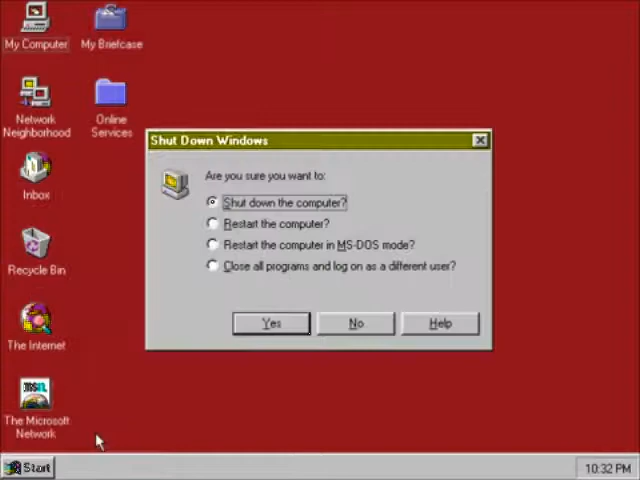 My Computer
My Briefcase
Network
Neighborhood
Online
Services
Inbox
Recycle Bin
The Internet
msn
The Microsoft
Network
Shut Down Windows
Are you sure you want to:
Shut down the computer?
Restart the computer?
Restart the computer in MS-DOS mode?
Close all programs and log on as a different user?
Yes
No
Help
Start
10:32 PM